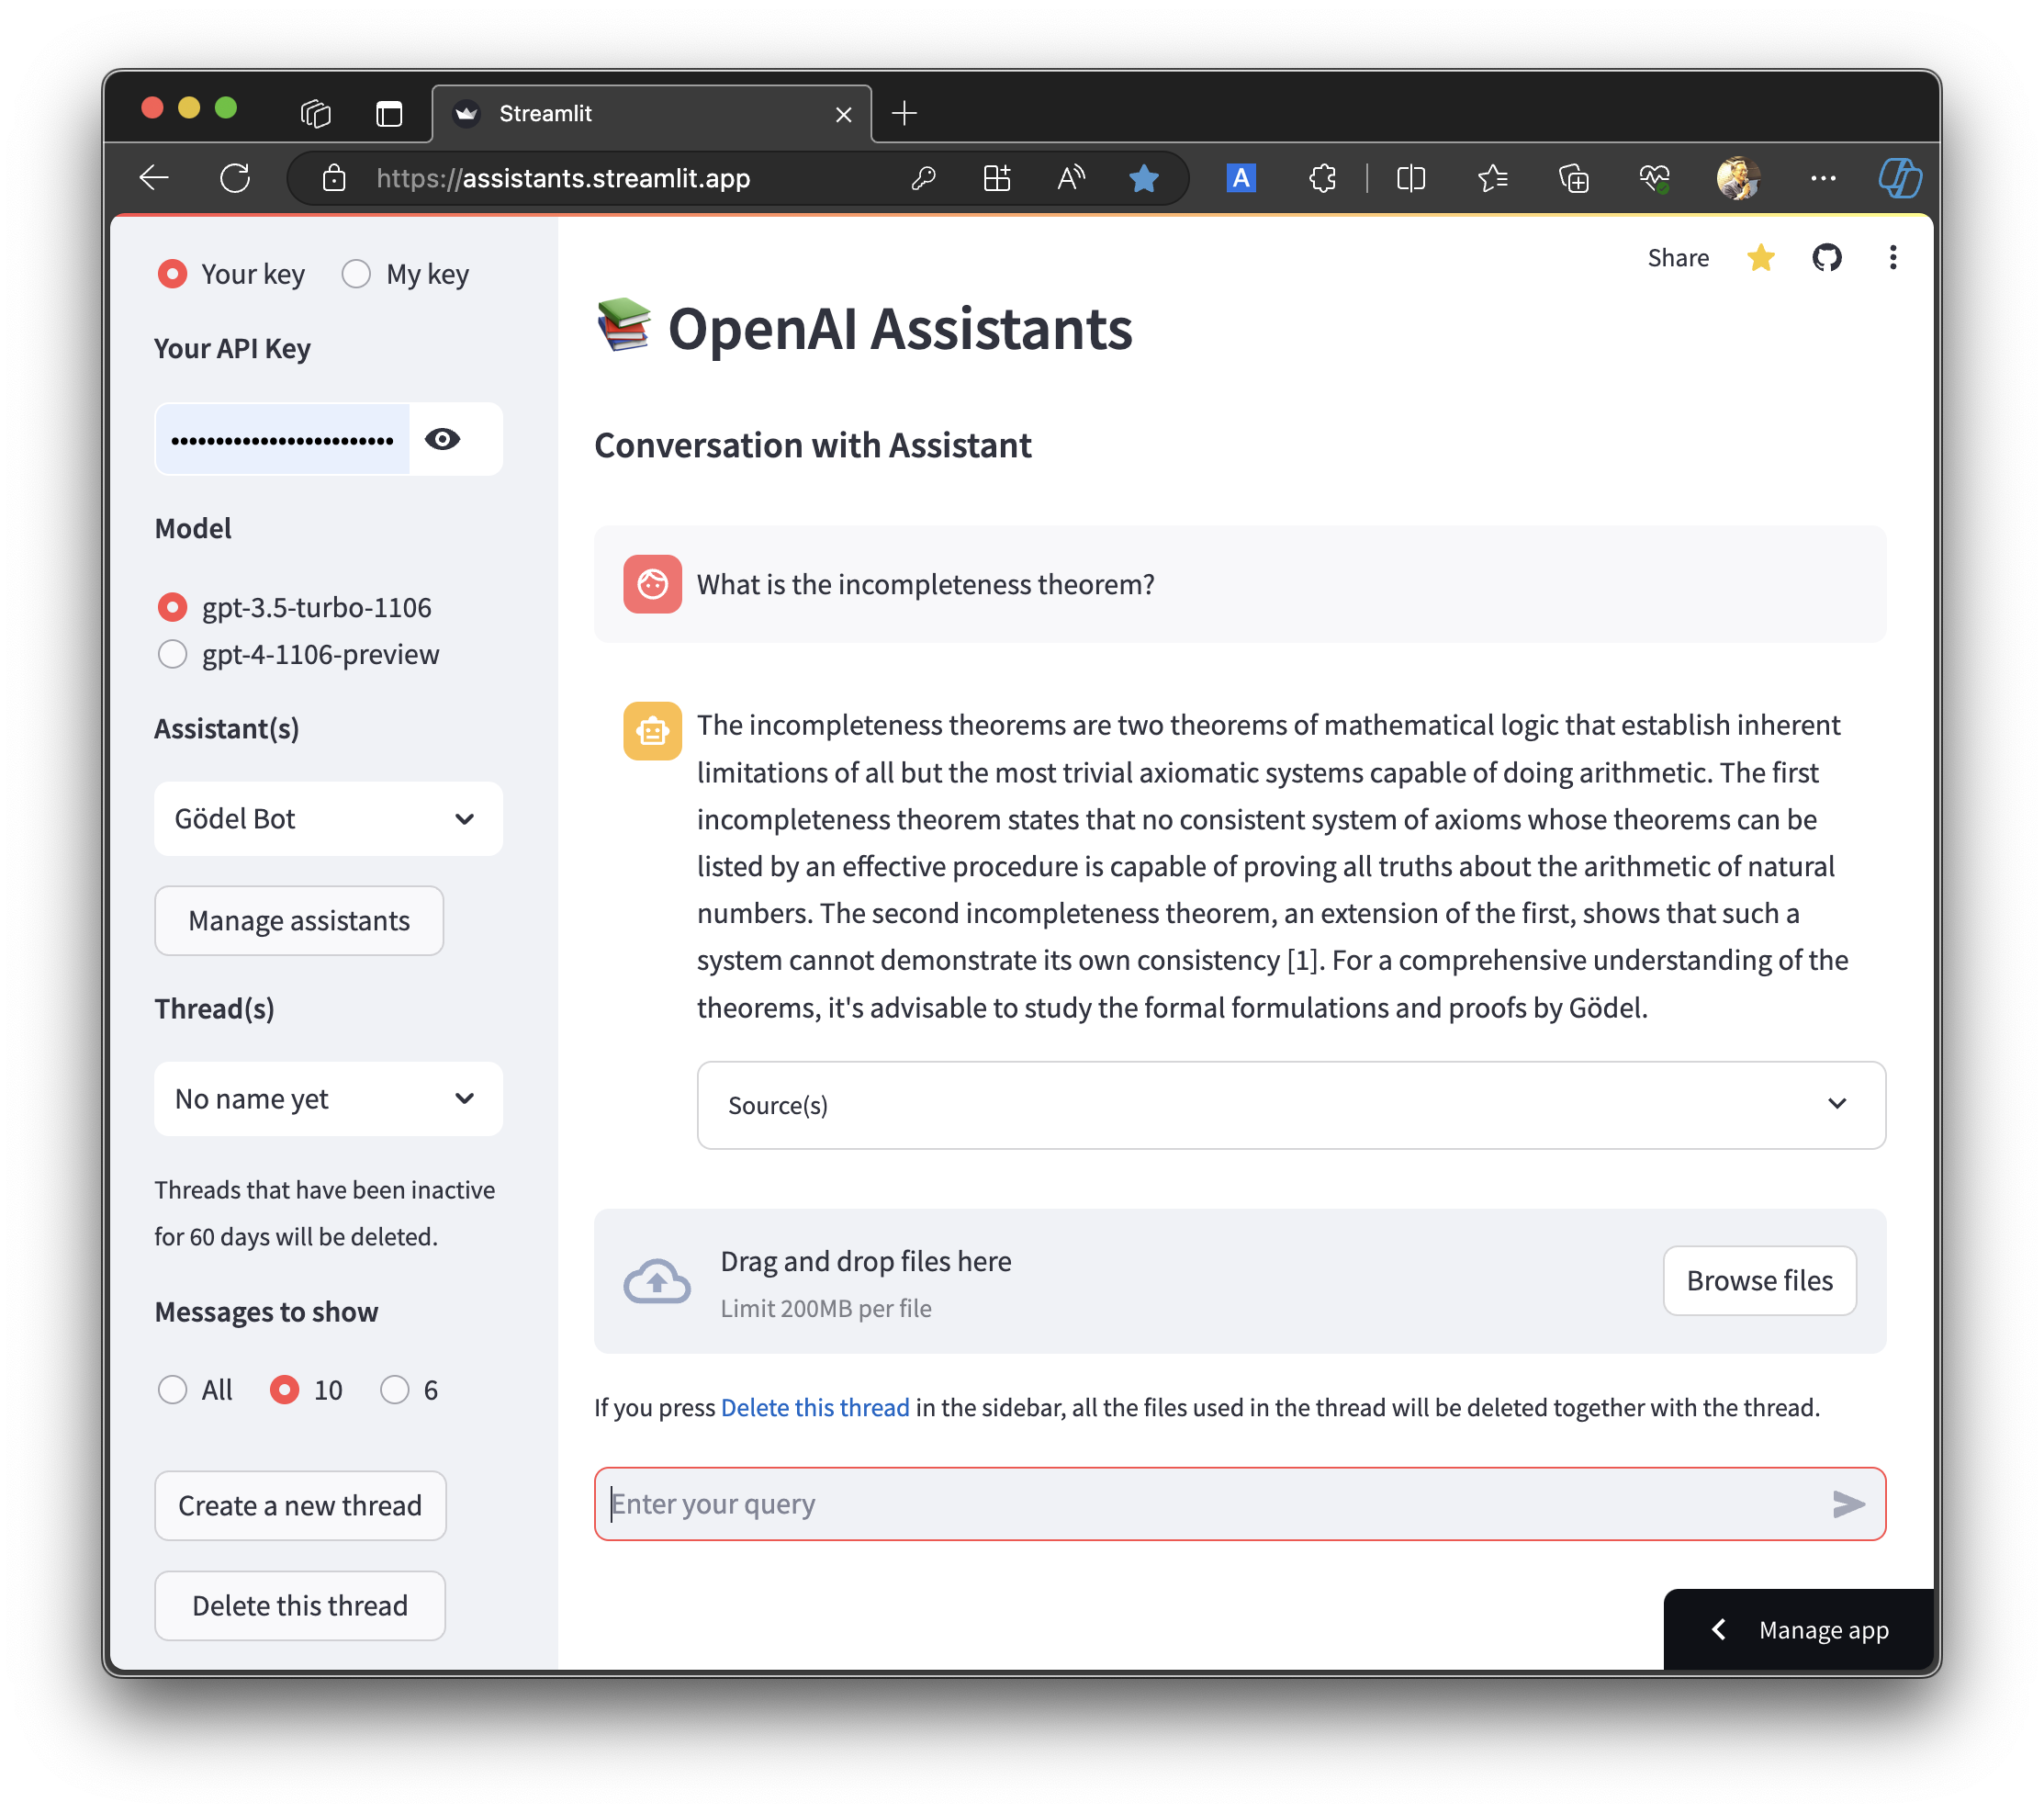 Streamlit
https://assistants.streamlit.app
A
A
Your key
My key
Your API Key
Model
gpt-3.5-turbo-1106
gpt-4-1106-preview
Assistant(s)
Gödel Bot
Manage assistants
Thread(s)
No name yet
Threads that have been inactive
for 60 days will be deleted.
Messages to show
All
10
6
Create a new thread
Delete this thread
Share
OpenAI Assistants
Conversation with Assistant
What is the incompleteness theorem?
The incompleteness theorems are two theorems of mathematical logic that establish inherent
limitations of all but the most trivial axiomatic systems capable of doing arithmetic. The first
incompleteness theorem states that no consistent system of axioms whose theorems can be
listed by an effective procedure is capable of proving all truths about the arithmetic of natural
numbers. The second incompleteness theorem, an extension of the first, shows that such a
system cannot demonstrate its own consistency [1]. For a comprehensive understanding of the
theorems, it's advisable to study the formal formulations and proofs by Gödel.
Source(s)
Drag and drop files here
Limit 200MB per file
Browse files
If you press Delete this thread in the sidebar, all the files used in the thread will be deleted together with the thread.
Enter your query
Manage app